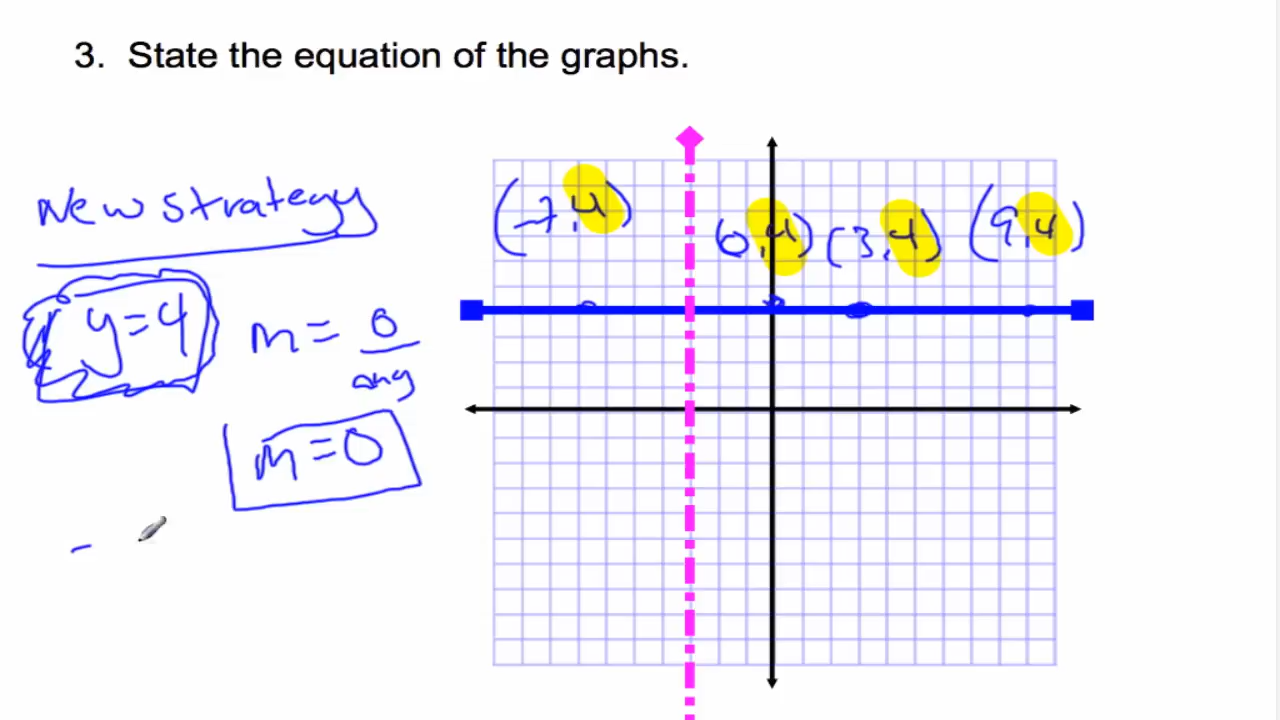 3. State the equation of the graphs.
New strategy
(-7,4) (0,4) (3,4) (9,4)
y=4
m = 0/any
m=0
-